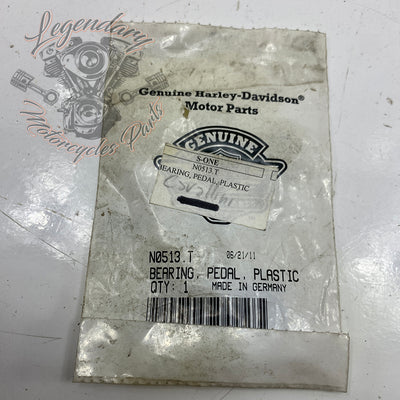 Legendary
Motorcycles Parts
Genuine Harley-Davidson®
Motor Parts
GENUINE
S-ONE
N0513.T
BEARING, PEDAL, PLASTIC
N0513.T 06/21/11
BEARING, PEDAL, PLASTIC
QTY: 1 MADE IN GERMANY